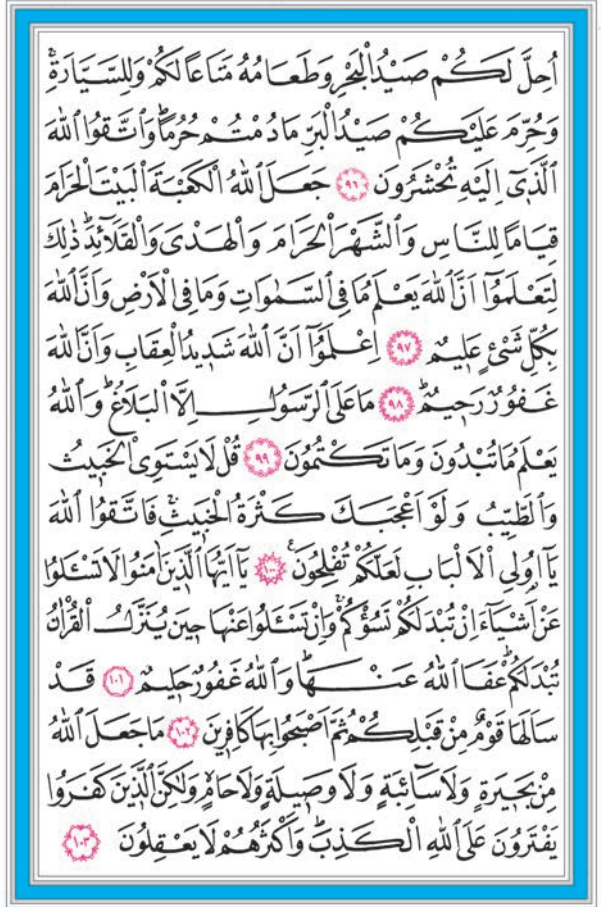 اُحِلَّ لَكُمْ صَيْدُ الْبَحْرِ وَطَعَامُهُ مَتَاعًا لَكُمْ وَلِلسَّيَّارَةِۚ
وَحُرِّمَ عَلَيْكُمْ صَيْدُ الْبَرِّ مَا دُمْتُمْ حُرُمًاۜ وَاتَّقُوا اللّٰهَ
الَّذٖٓى اِلَيْهِ تُحْشَرُونَ ﴿٩٦﴾ جَعَلَ اللّٰهُ الْكَعْبَةَ الْبَيْتَ الْحَرَامَ
قِيَامًا لِلنَّاسِ وَالشَّهْرَ الْحَرَامَ وَالْهَدْىَ وَالْقَلَٓائِدَۜ ذٰلِكَ
لِتَعْلَمُٓوا اَنَّ اللّٰهَ يَعْلَمُ مَا فِى السَّمٰوَاتِ وَمَا فِى الْاَرْضِ وَاَنَّ اللّٰهَ
بِكُلِّ شَیْءٍ عَلٖيمٌ ﴿٩٧﴾ اِعْلَمُٓوا اَنَّ اللّٰهَ شَدٖيدُ الْعِقَابِ وَاَنَّ اللّٰهَ
غَفُورٌ رَحٖيمٌۜ ﴿٩٨﴾ مَا عَلَى الرَّسُولِ اِلَّا الْبَلَاغُۜ وَاللّٰهُ
يَعْلَمُ مَا تُبْدُونَ وَمَا تَكْتُمُونَ ﴿٩٩﴾ قُلْ لَا يَسْتَوِى الْخَبٖيثُ
وَالطَّيِّبُ وَلَوْ اَعْجَبَكَ كَثْرَةُ الْخَبٖيثِۚ فَاتَّقُوا اللّٰهَ
يَٓا اُو۬لِى الْاَلْبَابِ لَعَلَّكُمْ تُفْلِحُونَ۟ ﴿١٠٠﴾ يَٓا اَيُّهَا الَّذٖينَ اٰمَنُوا لَا تَسْـَٔلُوا
عَنْ اَشْيَٓاءَ اِنْ تُبْدَ لَكُمْ تَسُؤْكُمْۚ وَاِنْ تَسْـَٔلُوا عَنْهَا حٖينَ يُنَزَّلُ الْقُرْاٰنُ
تُبْدَ لَكُمْۜ عَفَا اللّٰهُ عَنْهَاۜ وَاللّٰهُ غَفُورٌ حَلٖيمٌ ﴿١٠١﴾ قَدْ
سَاَلَهَا قَوْمٌ مِنْ قَبْلِكُمْ ثُمَّ اَصْبَحُوا بِهَا كَافِرٖينَ ﴿١٠٢﴾ مَا جَعَلَ اللّٰهُ
مِنْ بَحٖيرَةٍ وَلَا سَٓائِبَةٍ وَلَا وَصٖيلَةٍ وَلَا حَامٍۙ وَلٰكِنَّ الَّذٖينَ كَفَرُوا
يَفْتَرُونَ عَلَى اللّٰهِ الْكَذِبَۜ وَاَكْثَرُهُمْ لَا يَعْقِلُونَ ﴿١٠٣﴾